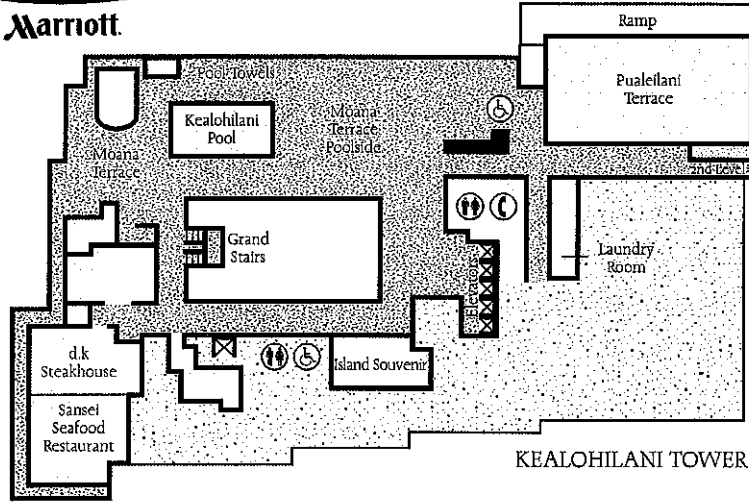 Marriott.
Ramp
Pool Towels
Pualeilani
Terrace
Kealohilani
Pool
Moana
Terrace
Poolside
Moana
Terrace
2nd Level
Grand
Stairs
Elevators
Laundry
Room
d.k
Steakhouse
Island Souvenir
Sansei
Seafood
Restaurant
KEALOHILANI TOWER